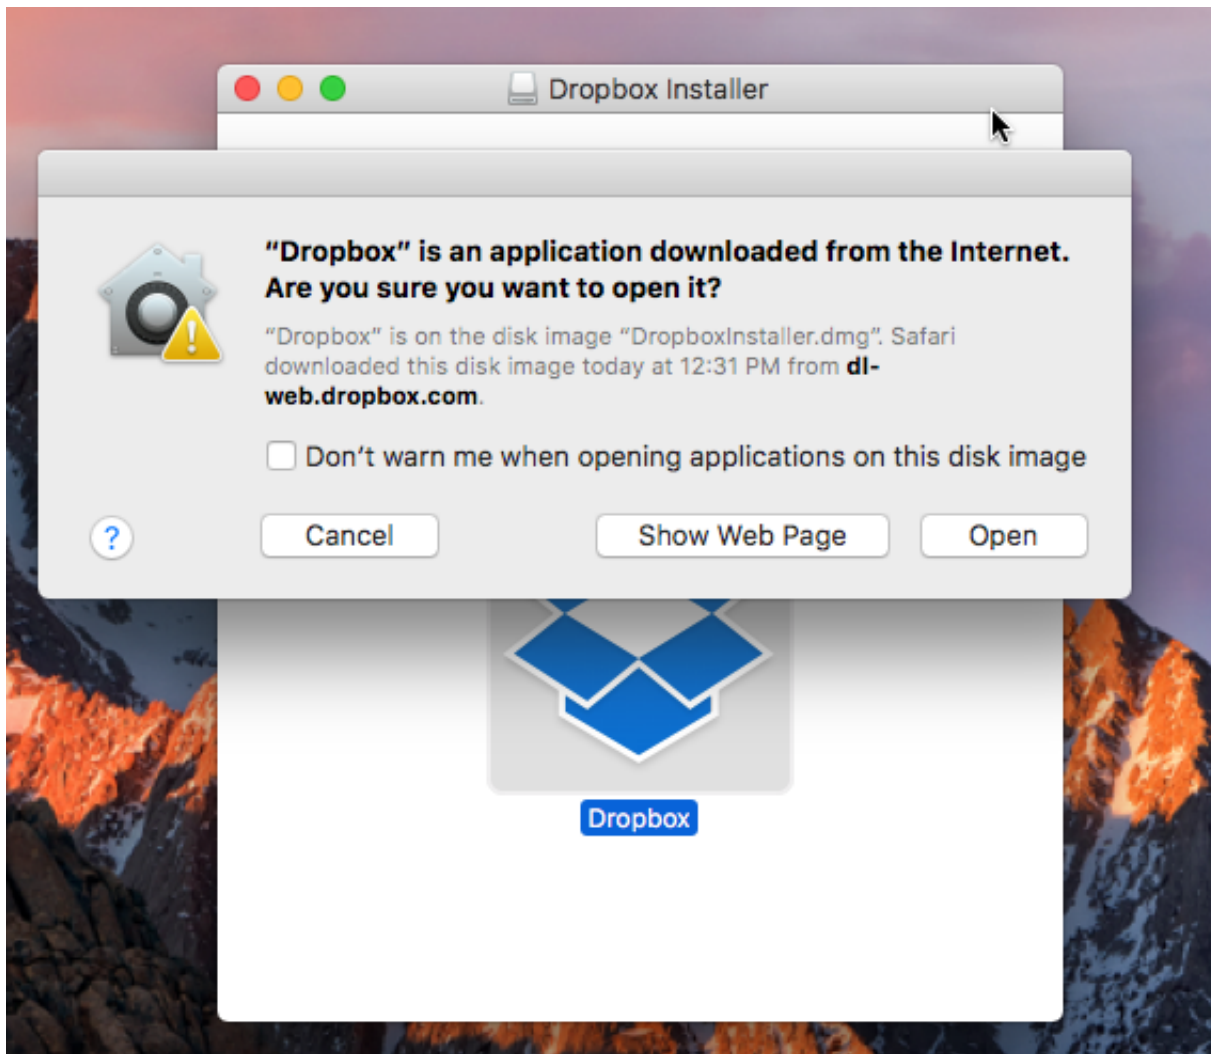 Dropbox Installer
“Dropbox” is an application downloaded from the Internet.
Are you sure you want to open it?
“Dropbox” is on the disk image “DropboxInstaller.dmg”. Safari
downloaded this disk image today at 12:31 PM from dl-
web.dropbox.com.
Don’t warn me when opening applications on this disk image
?
Cancel
Show Web Page
Open
Dropbox